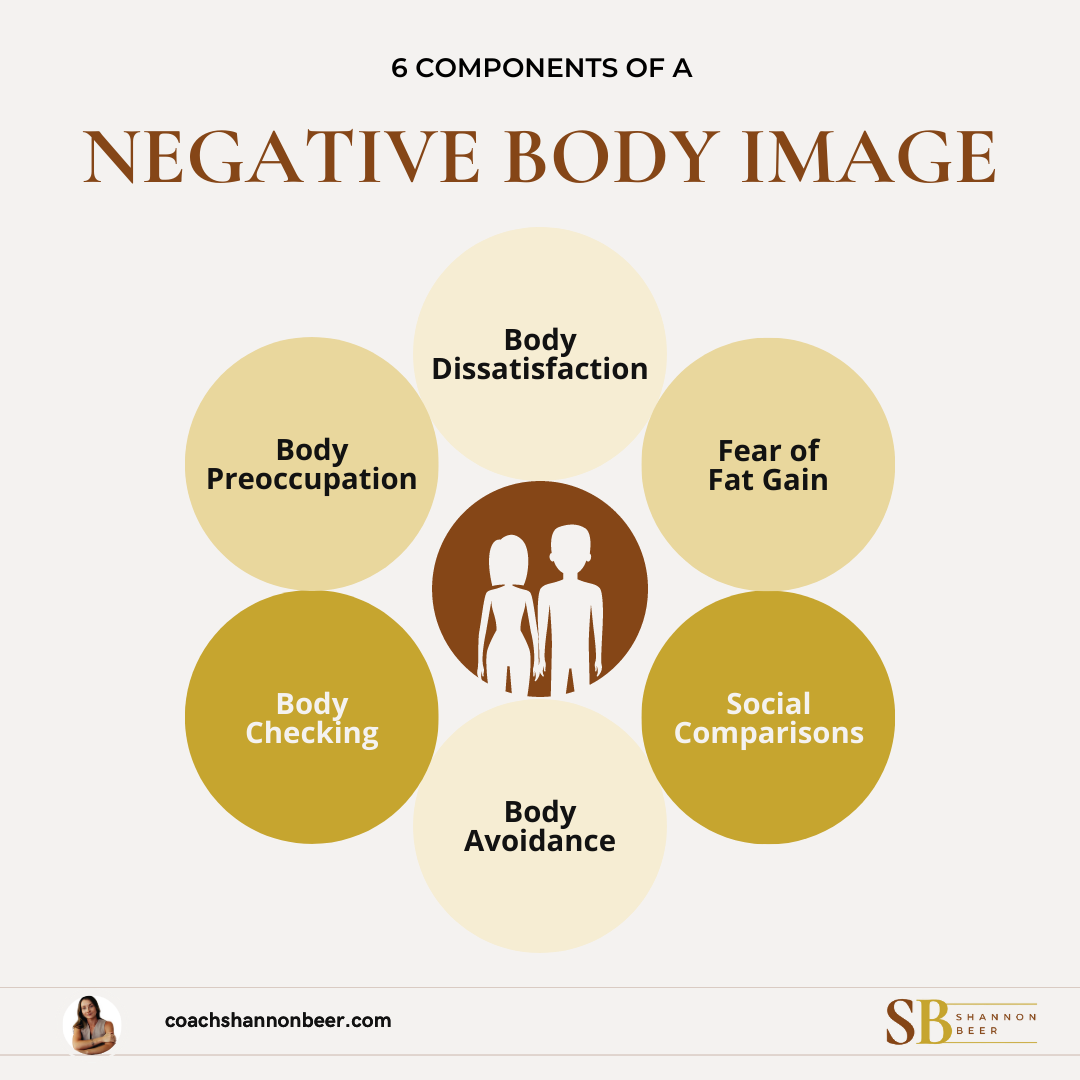 6 COMPONENTS OF A
NEGATIVE BODY IMAGE
Body
Dissatisfaction
Body
Preoccupation
Fear of
Fat Gain
Body
Checking
Social
Comparisons
Body
Avoidance
coachshannonbeer.com
SB
SHANNON
BEER